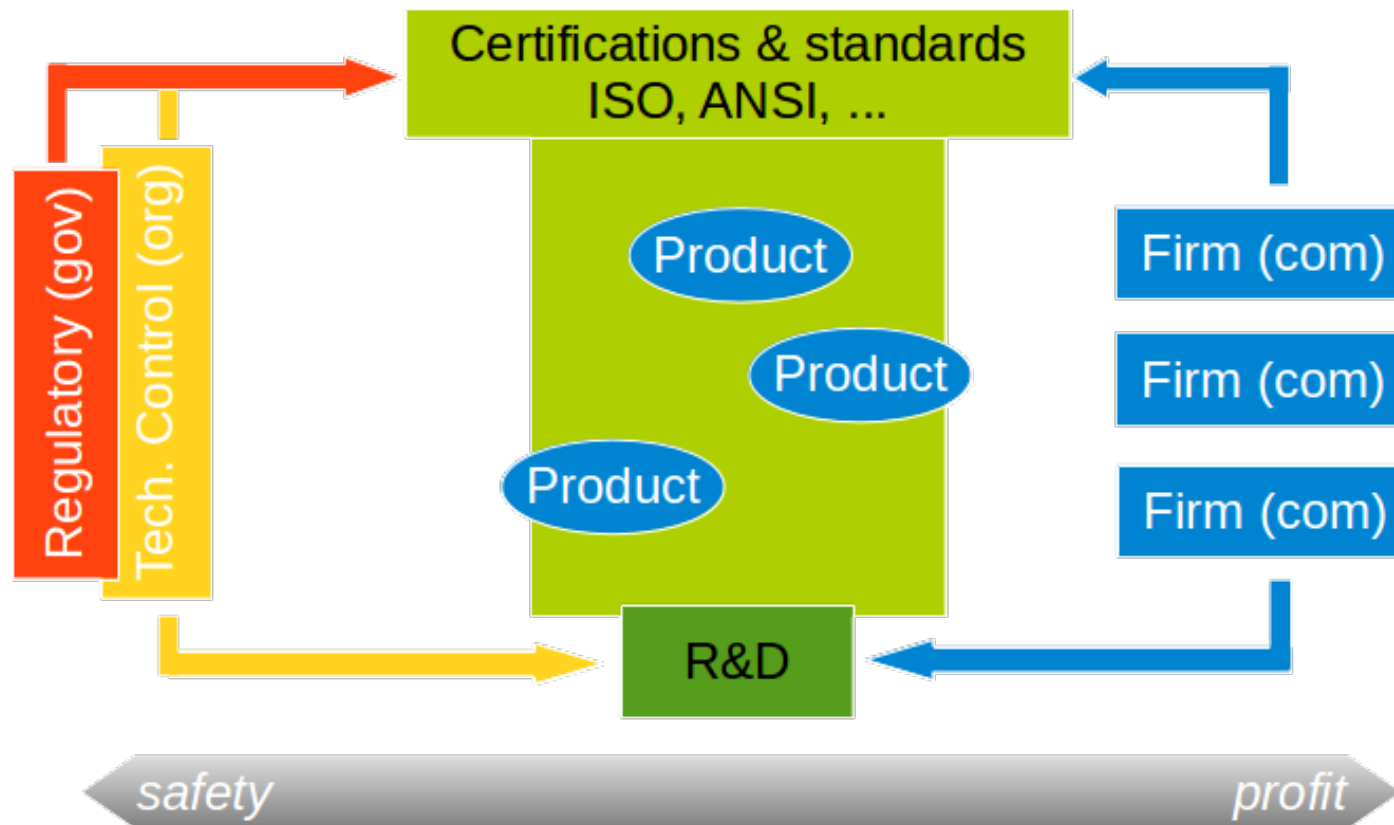 Certifications & standards
ISO, ANSI, ...
Regulatory (gov)
Tech. Control (org)
Product
Product
Product
Firm (com)
Firm (com)
Firm (com)
R&D
safety
profit